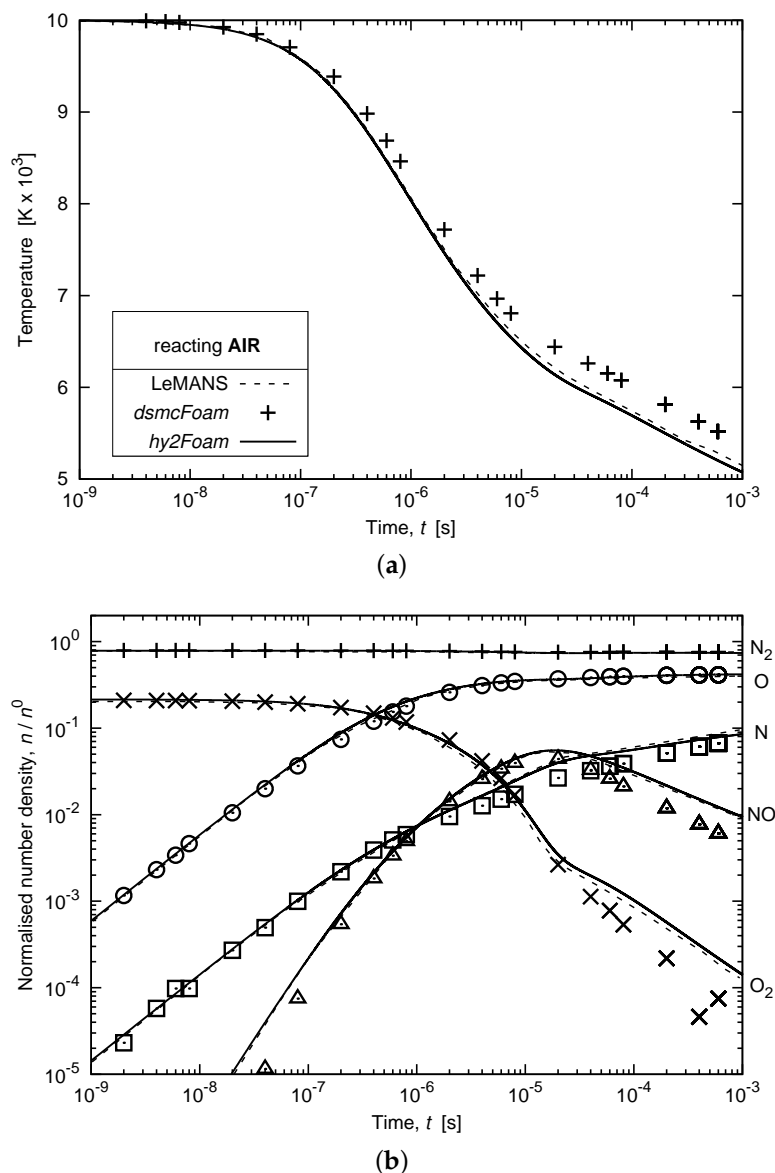 10
9
8
7
6
5
Temperature [K x 10³]
reacting AIR
LeMANS
dsmcFoam
hy2Foam
10⁻⁹ 10⁻⁸ 10⁻⁷ 10⁻⁶ 10⁻⁵ 10⁻⁴ 10⁻³
Time, t [s]
(a)
10⁰
10⁻¹
10⁻²
10⁻³
10⁻⁴
10⁻⁵
Normalised number density, n / n⁰
N₂
O
N
NO
O₂
10⁻⁹ 10⁻⁸ 10⁻⁷ 10⁻⁶ 10⁻⁵ 10⁻⁴ 10⁻³
Time, t [s]
(b)